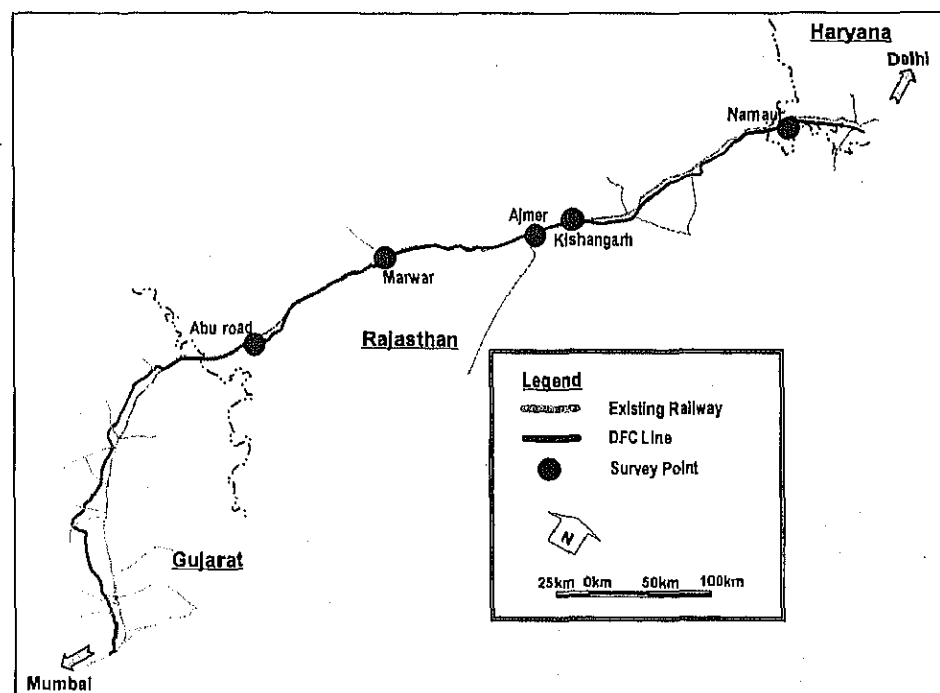 Haryana
Delhi
Narnaul
Ajmer
Kishangarh
Marwar
Abu road
Rajasthan
Legend
Existing Railway
DFC Line
Survey Point
N
25km 0km 50km 100km
Gujarat
Mumbai